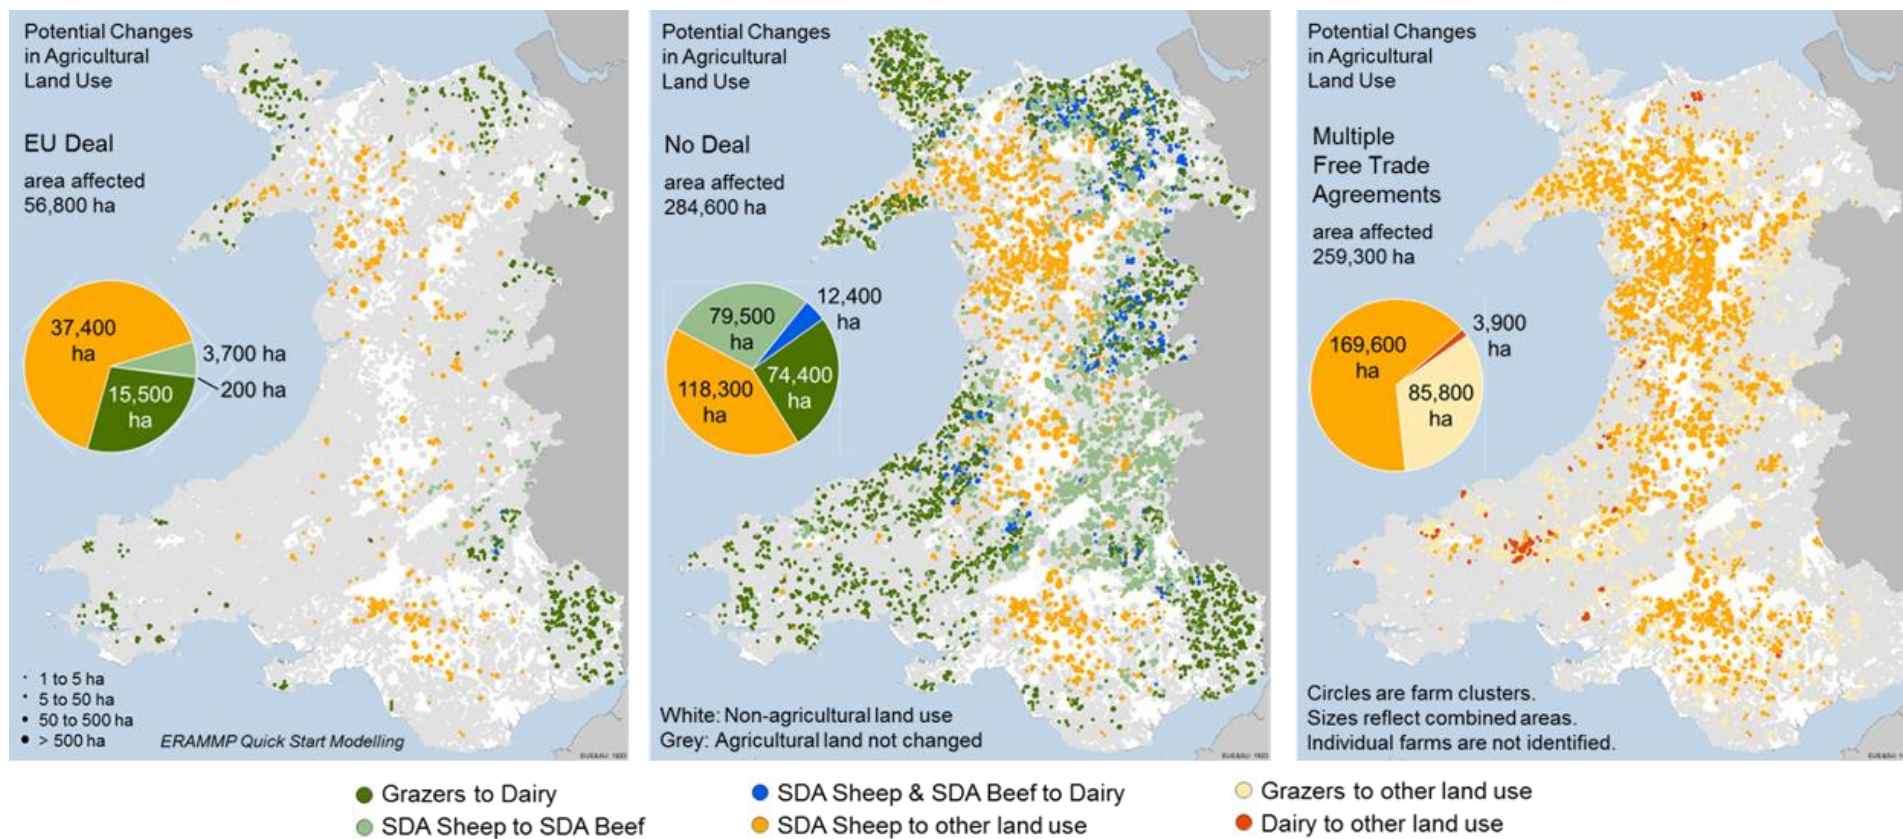 Potential Changes
in Agricultural
Land Use
EU Deal
area affected
56,800 ha
37,400
ha
3,700 ha
200 ha
15,500
ha
1 to 5 ha
5 to 50 ha
50 to 500 ha
> 500 ha
ERAMMP Quick Start Modelling
Potential Changes
in Agricultural
Land Use
No Deal
area affected
284,600 ha
79,500
ha
12,400
ha
74,400
ha
118,300
ha
White: Non-agricultural land use
Grey: Agricultural land not changed
Potential Changes
in Agricultural
Land Use
Multiple
Free Trade
Agreements
area affected
259,300 ha
169,600
ha
3,900
ha
85,800
ha
Circles are farm clusters.
Sizes reflect combined areas.
Individual farms are not identified.
Grazers to Dairy
SDA Sheep to SDA Beef
SDA Sheep & SDA Beef to Dairy
SDA Sheep to other land use
Grazers to other land use
Dairy to other land use